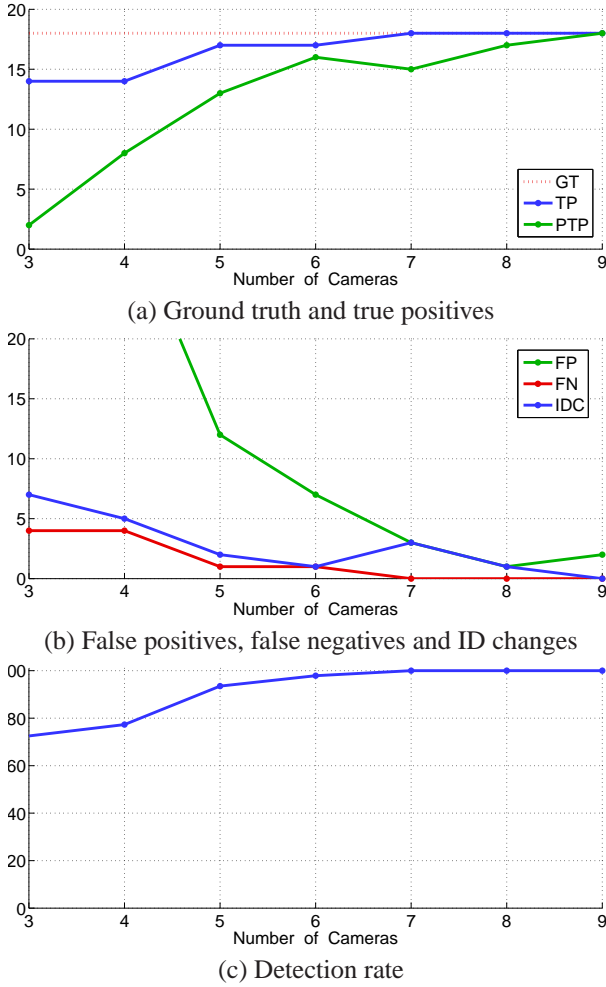 20
15
10
5
0
3 4 5 6 7 8 9
GT
TP
PTP
Number of Cameras
(a) Ground truth and true positives
20
15
10
5
0
3 4 5 6 7 8 9
FP
FN
IDC
Number of Cameras
(b) False positives, false negatives and ID changes
00
80
60
40
20
0
3 4 5 6 7 8 9
Number of Cameras
(c) Detection rate